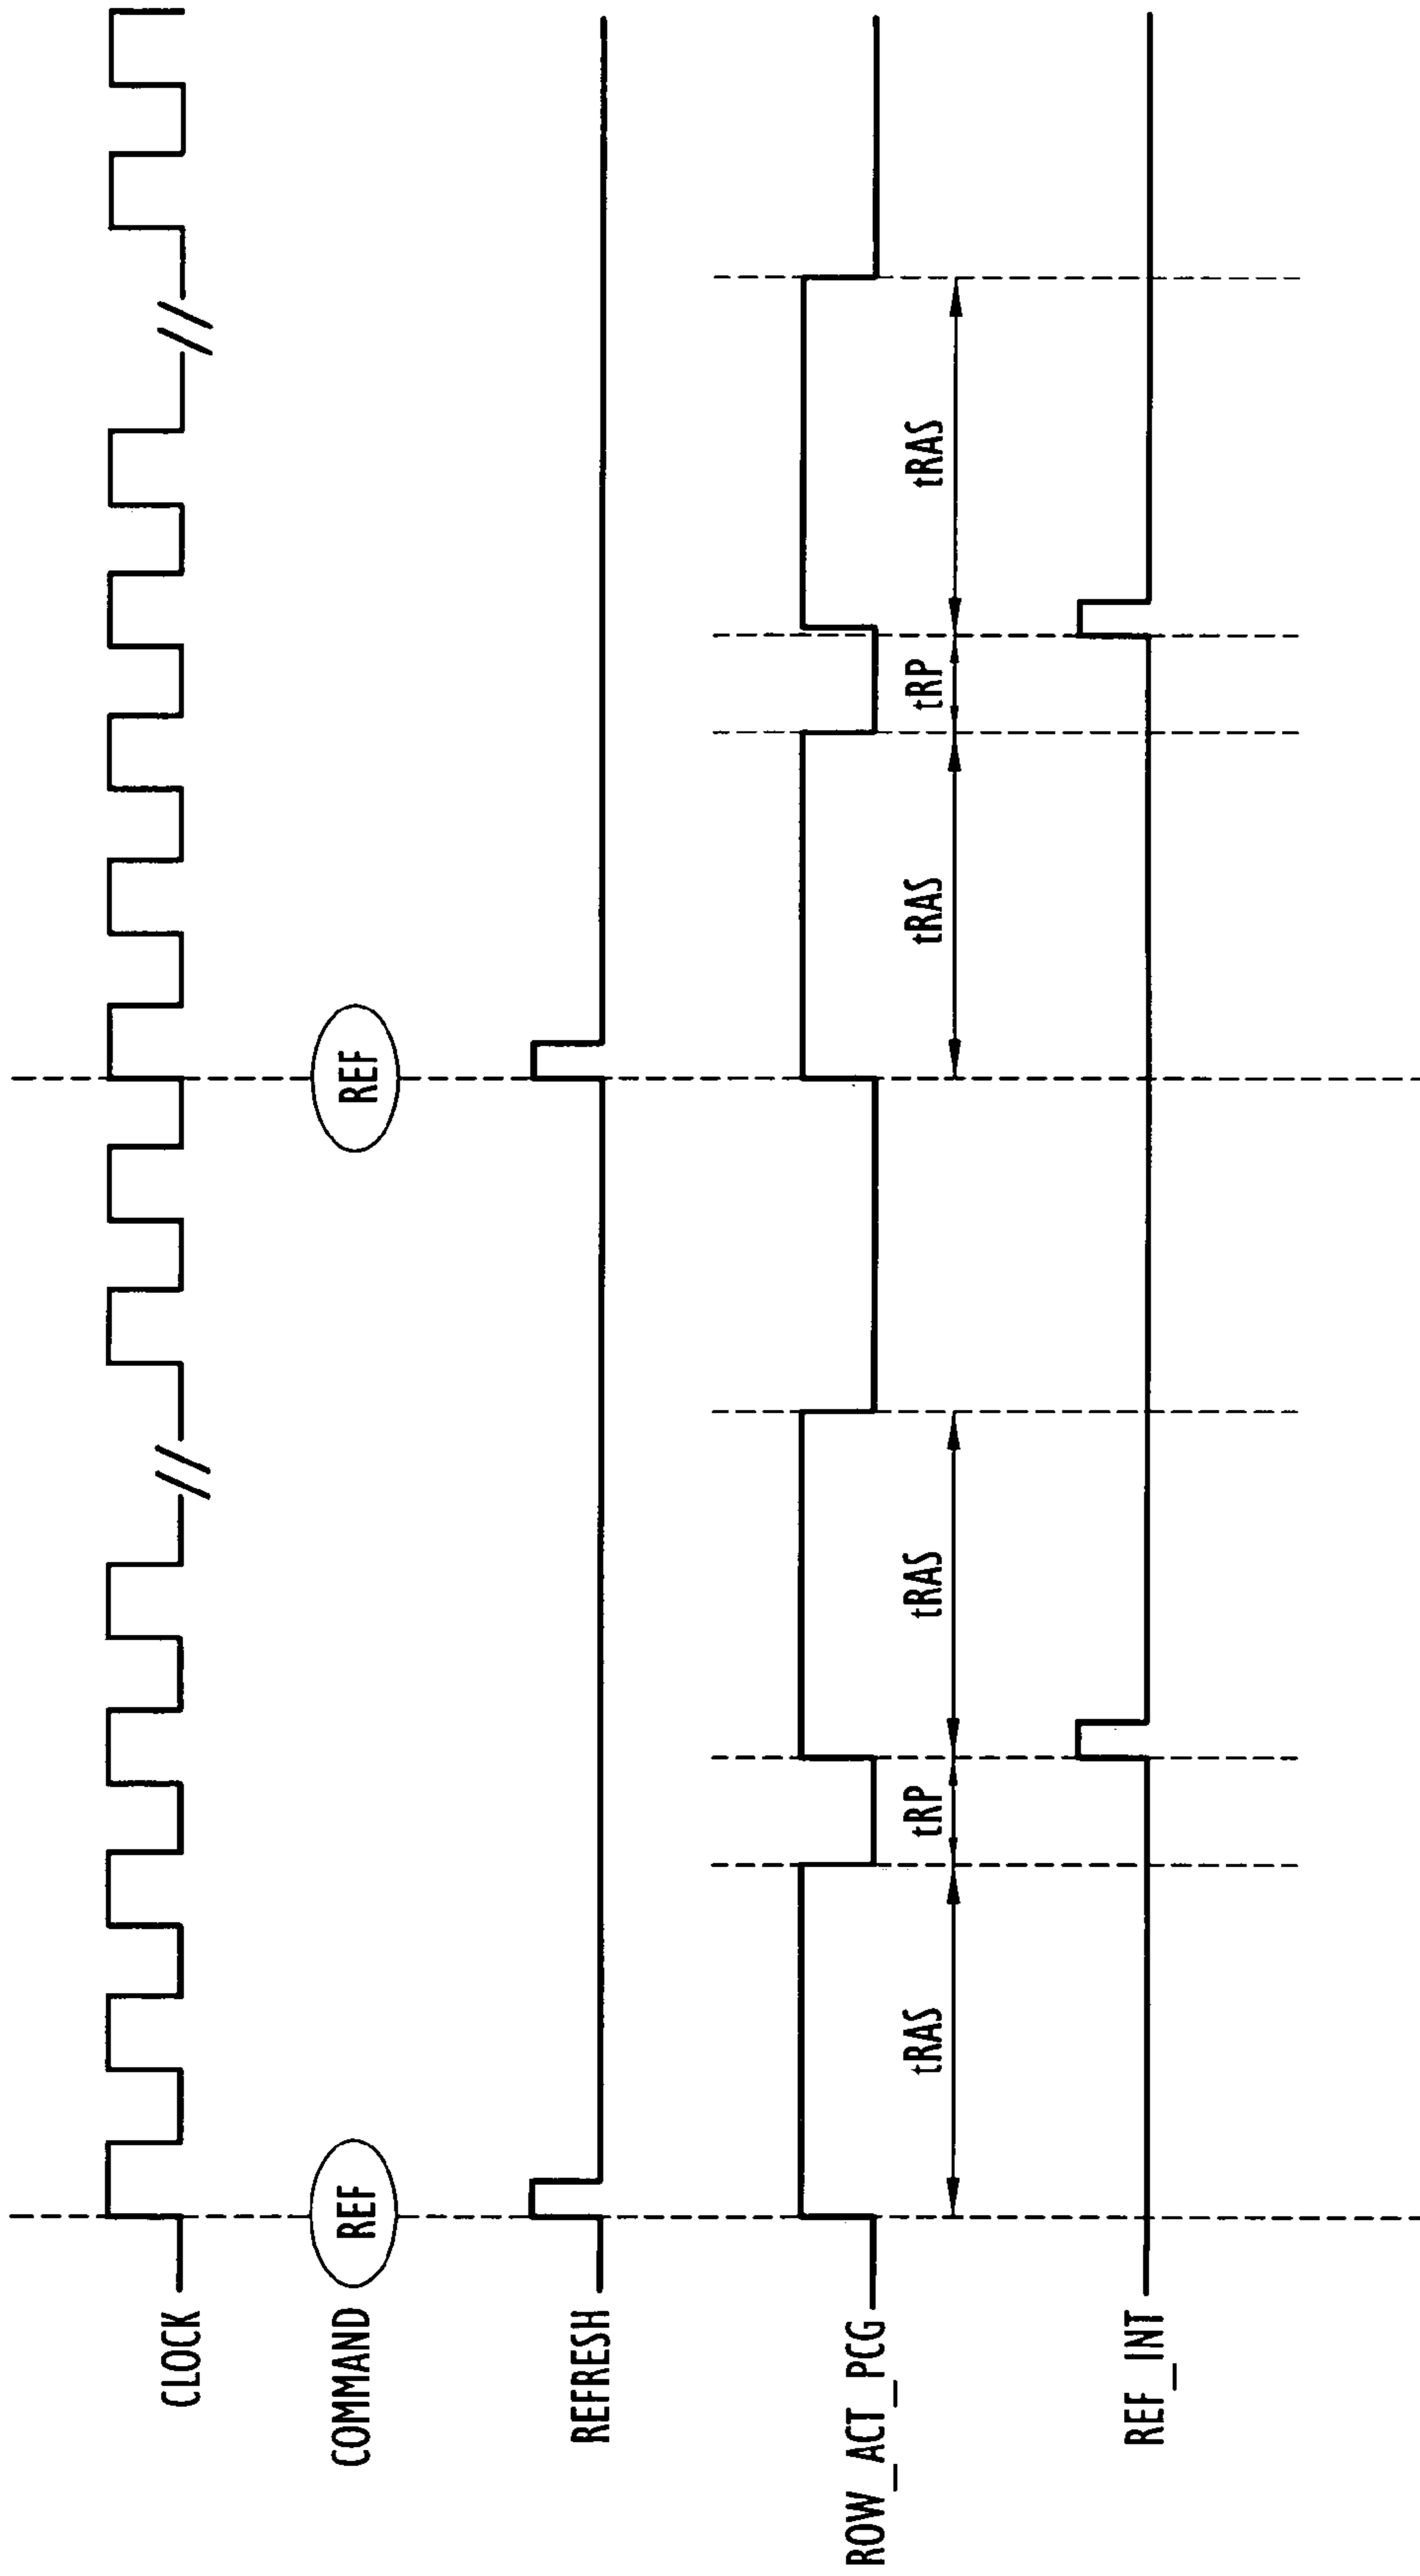 CLOCK
COMMAND REF REF
REFRESH
ROW_ACT_PCG
tRAS tRP tRAS tRAS tRP tRAS
REF_INT